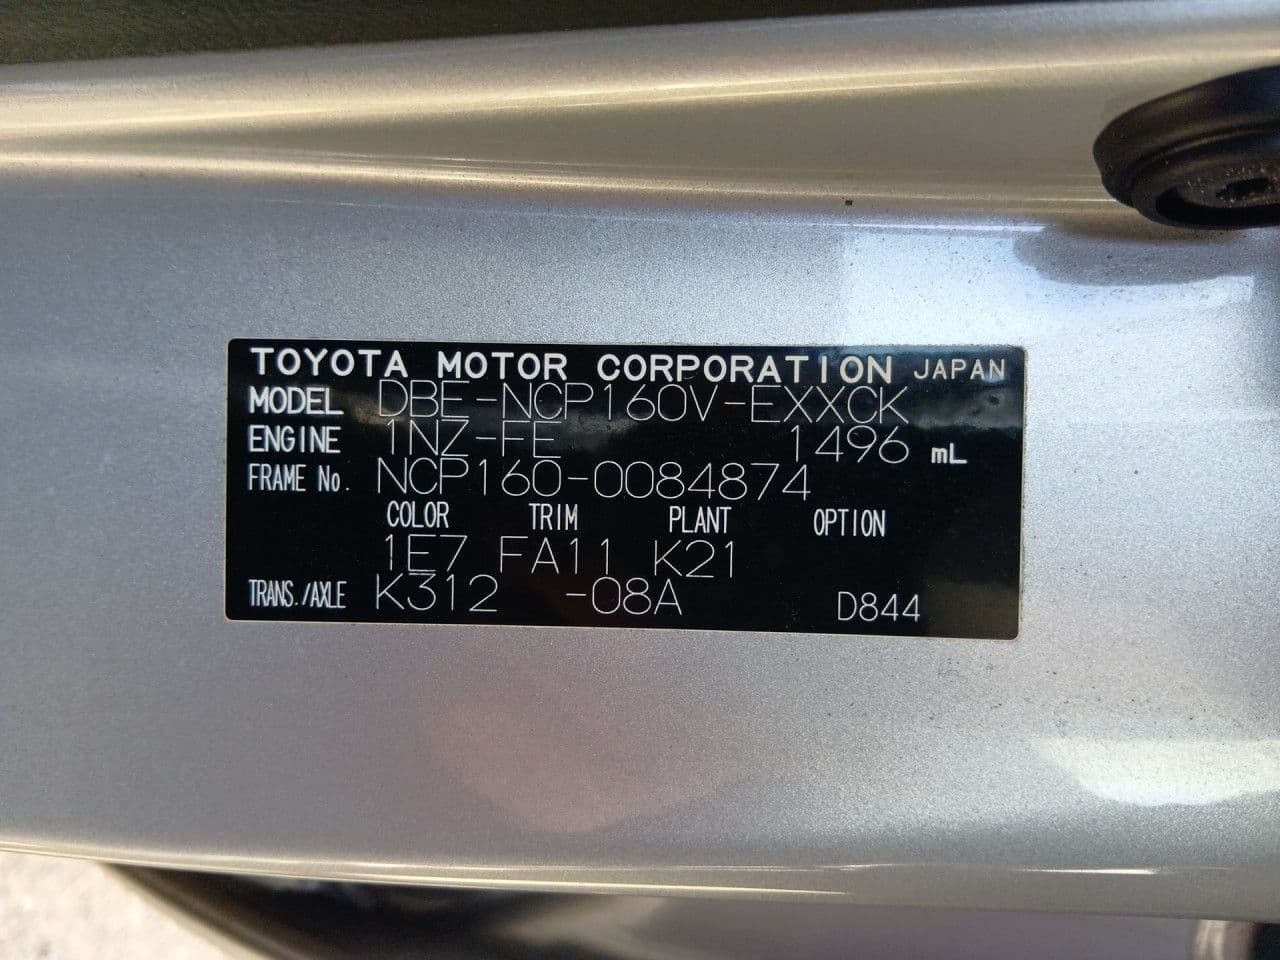 TOYOTA MOTOR CORPORATION JAPAN
MODEL DBE-NCP160V-EXXCK
ENGINE 1NZ-FE 1496 mL
FRAME No. NCP160-0084874
COLOR TRIM PLANT OPTION
1E7 FA11 K21
TRANS./AXLE K312 -08A D844